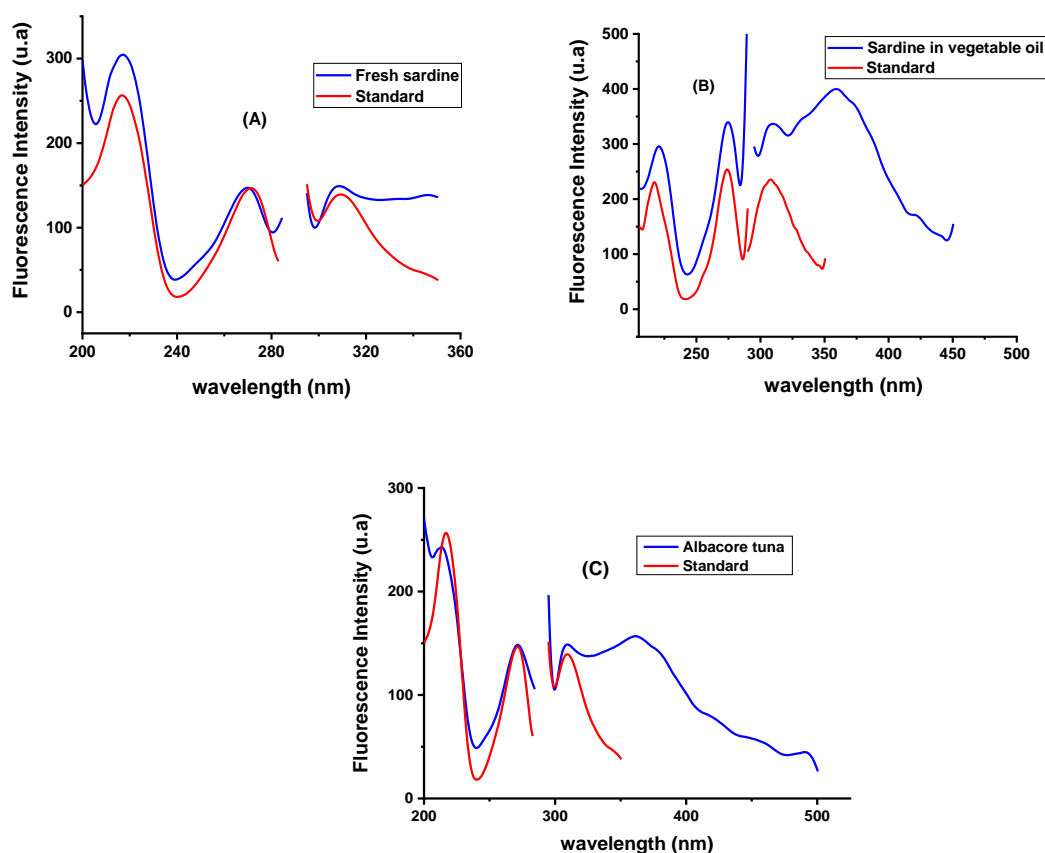 Fluorescence Intensity (u.a)
300
200
100
0
Fresh sardine
Standard
(A)
200
240
280
320
360
wavelength (nm)
Fluorescence Intensity (u.a)
500
400
300
200
100
0
Sardine in vegetable oil
Standard
(B)
250
300
350
400
450
500
wavelength (nm)
Fluorescence Intensity (u.a)
300
200
100
0
Albacore tuna
Standard
(C)
200
300
400
500
wavelength (nm)